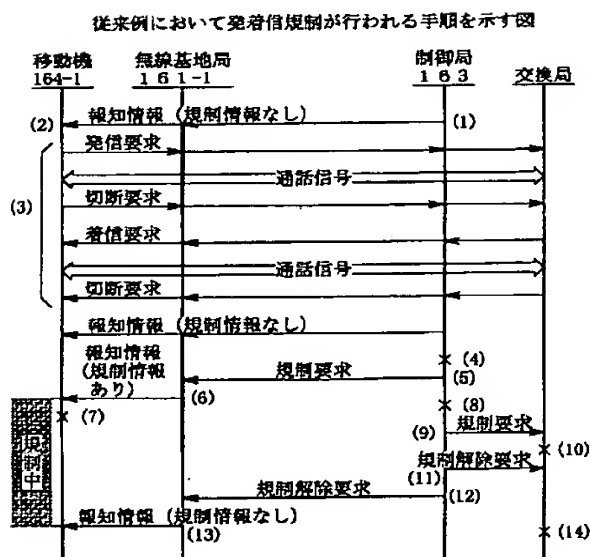 従来例において発着信規制が行われる手順を示す図
移動機
164-1
無線基地局
161-1
制御局
163
交換局
報知情報(規制情報なし)
(1)
(2)
発信要求
通話信号
(3)
切断要求
着信要求
通話信号
切断要求
報知情報(規制情報なし)
報知情報
(規制情報
あり)
(4)
規制要求
(5)
(6)
(7)
(8)
規制要求
(9)
(10)
規制中
規制解除要求
(11)
規制解除要求
(12)
報知情報(規制情報なし)
(13)
(14)